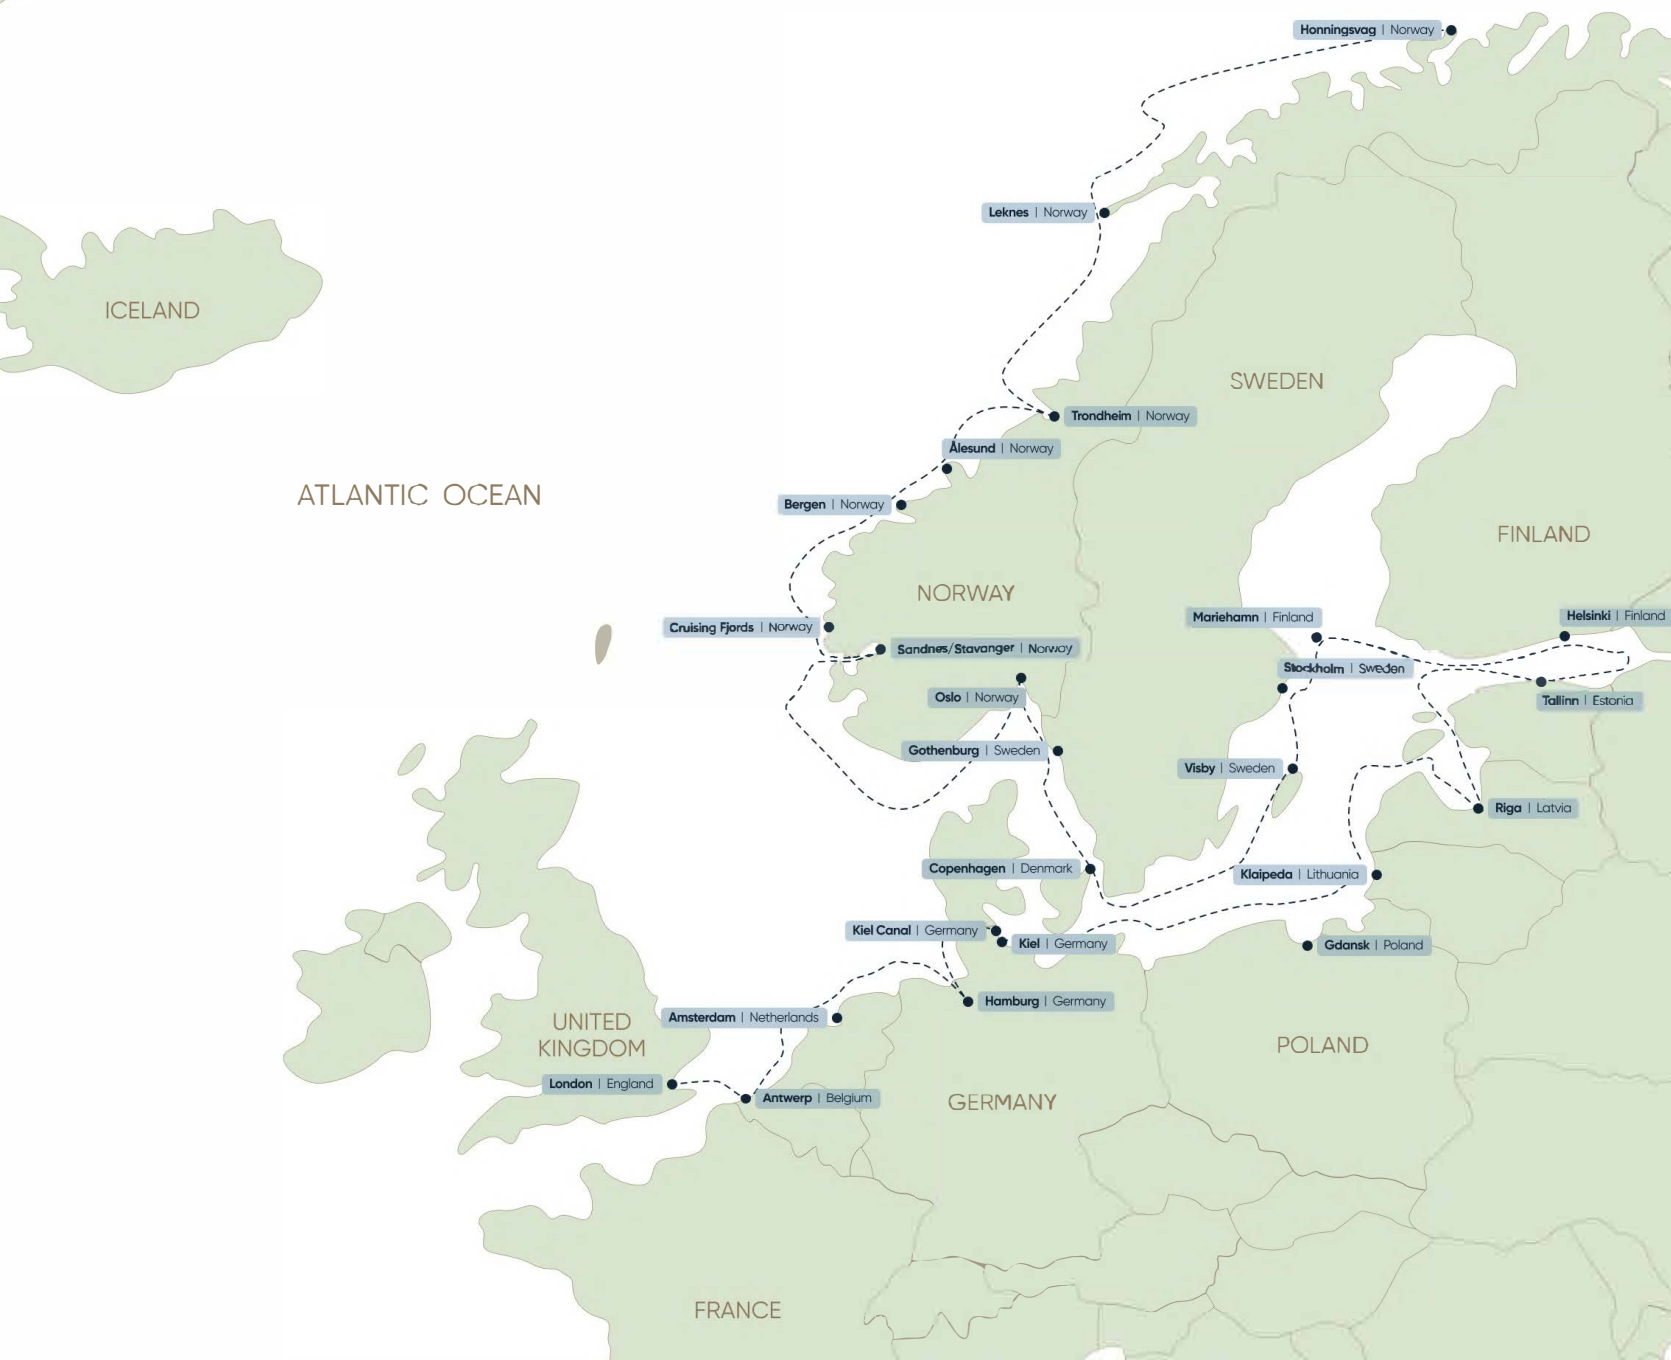 Honningsvag | Norway
Leknes | Norway
ICELAND
SWEDEN
Trondheim | Norway
Ålesund | Norway
ATLANTIC OCEAN
Bergen | Norway
FINLAND
NORWAY
Mariehamn | Finland
Helsinki | Finland
Cruising Fjords | Norway
Sandnes/Stavanger | Norway
Stockholm | Sweden
Oslo | Norway
Tallinn | Estonia
Gothenburg | Sweden
Visby | Sweden
Riga | Latvia
Copenhagen | Denmark
Klaipeda | Lithuania
Kiel Canal | Germany
Kiel | Germany
Gdansk | Poland
Hamburg | Germany
Amsterdam | Netherlands
UNITED
KINGDOM
POLAND
London | England
Antwerp | Belgium
GERMANY
FRANCE